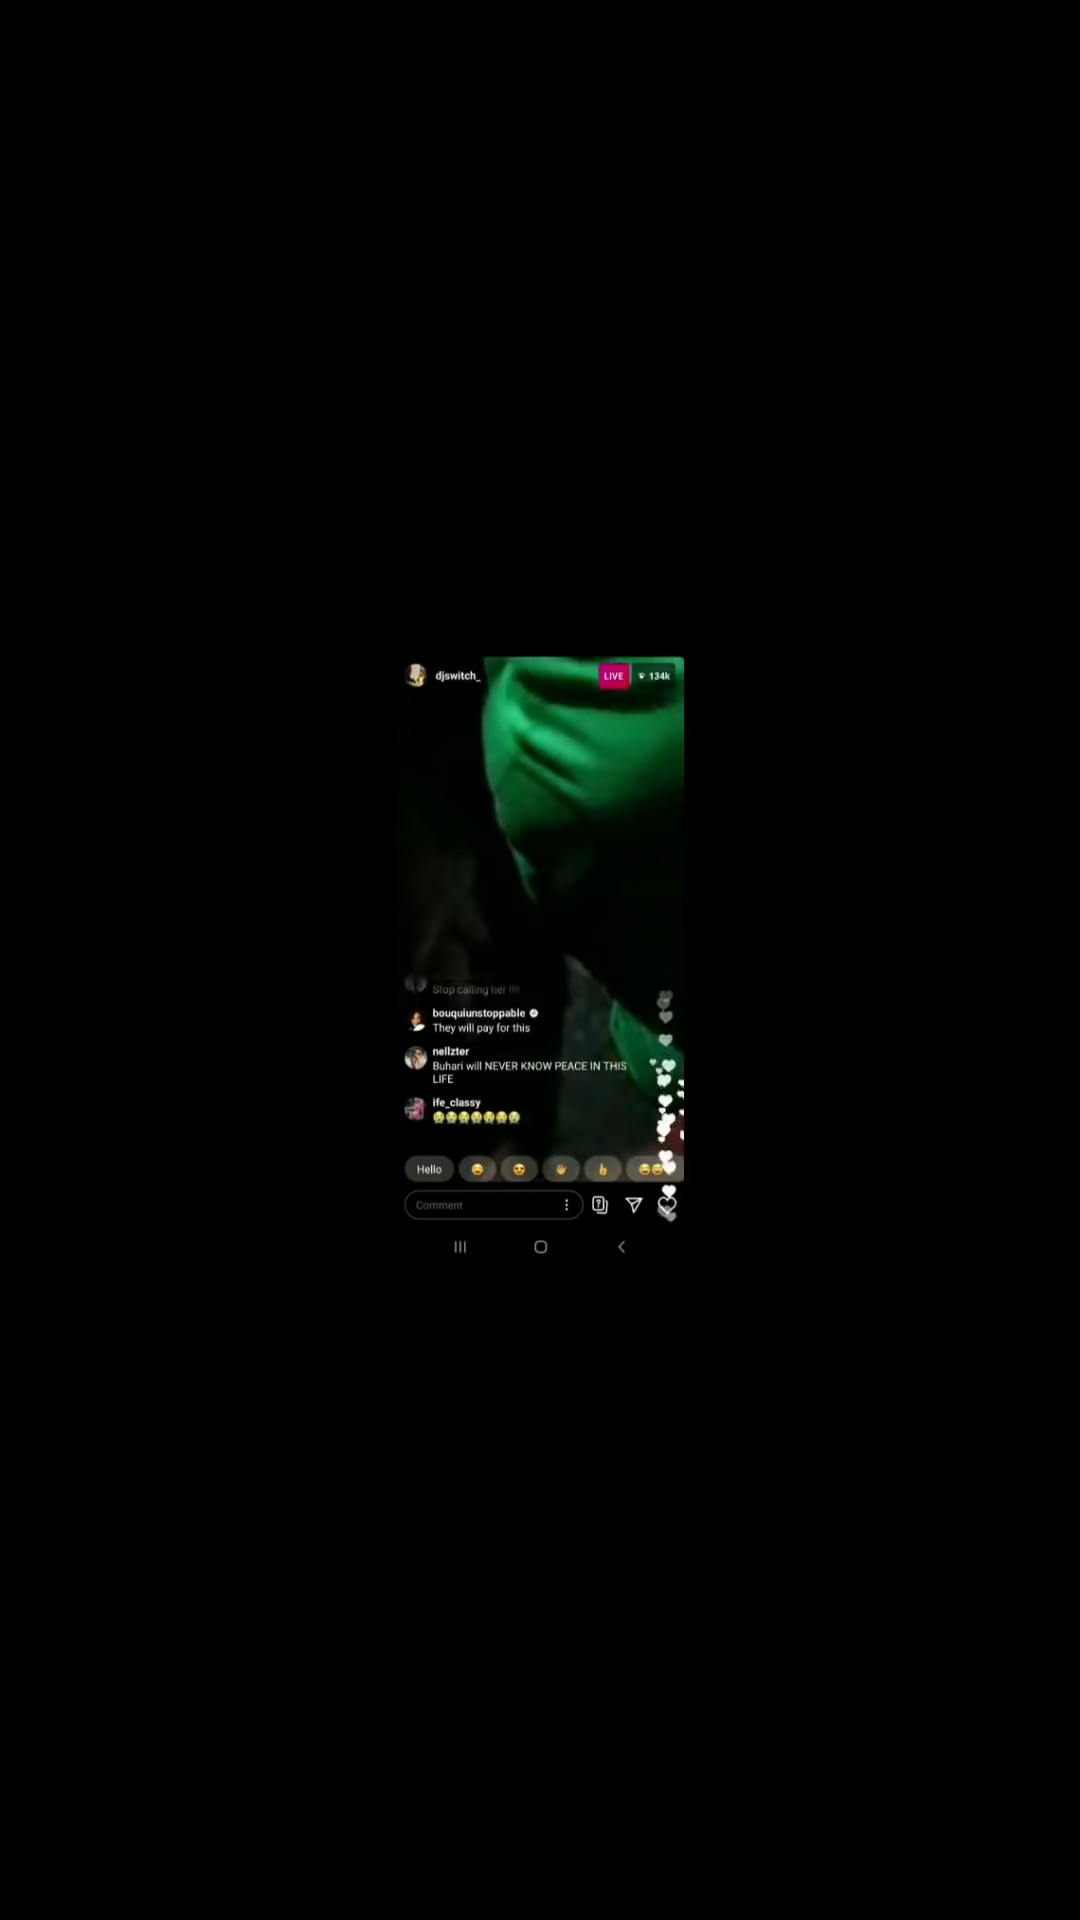 djswitch_
LIVE
134k
Stop calling her !!!!
bouquiunstoppable
They will pay for this
nellzter
Buhari will NEVER KNOW PEACE IN THIS
LIFE
ife_classy
😢😢😢😢😢😢😢
Hello
Comment